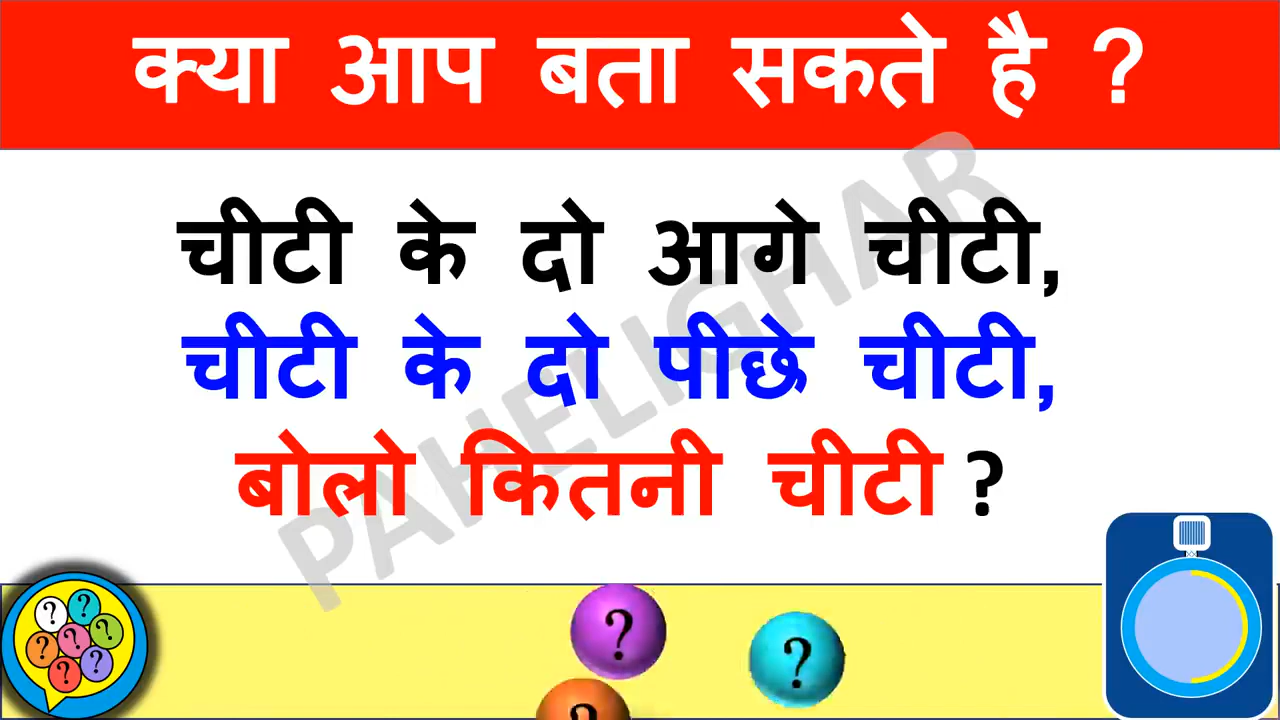 क्या आप बता सकते है ?
चीटी के दो आगे चीटी,
चीटी के दो पीछे चीटी,
बोलो कितनी चीटी ?
PAHELIGHAR
? ? ? ? ? ? ?
? ? ?